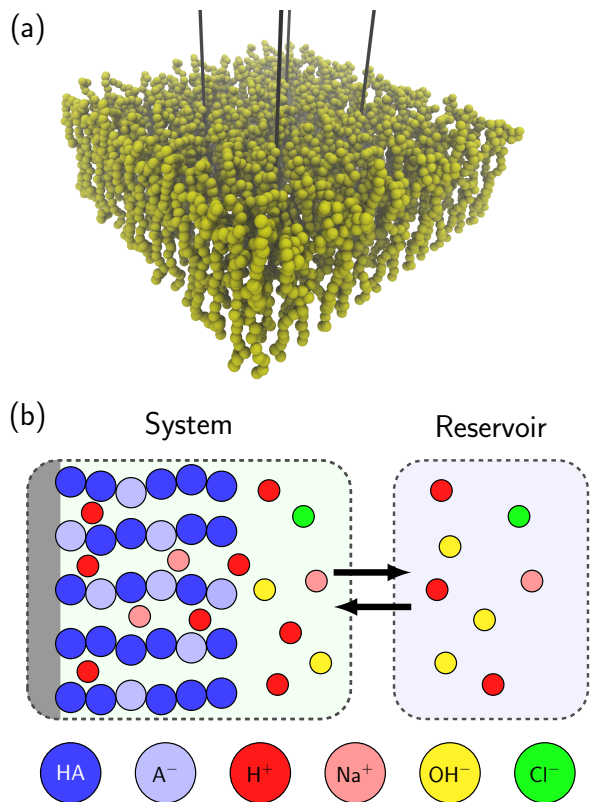 (a)
(b)
System Reservoir
HA A⁻ H⁺ Na⁺ OH⁻ Cl⁻